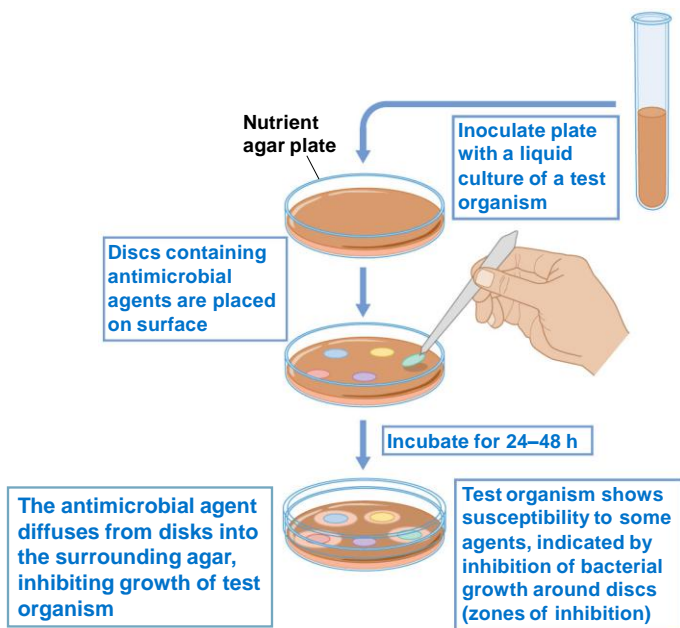 Nutrient
agar plate
Inoculate plate
with a liquid
culture of a test
organism
Discs containing
antimicrobial
agents are placed
on surface
Incubate for 24–48 h
The antimicrobial agent
diffuses from disks into
the surrounding agar,
inhibiting growth of test
organism
Test organism shows
susceptibility to some
agents, indicated by
inhibition of bacterial
growth around discs
(zones of inhibition)